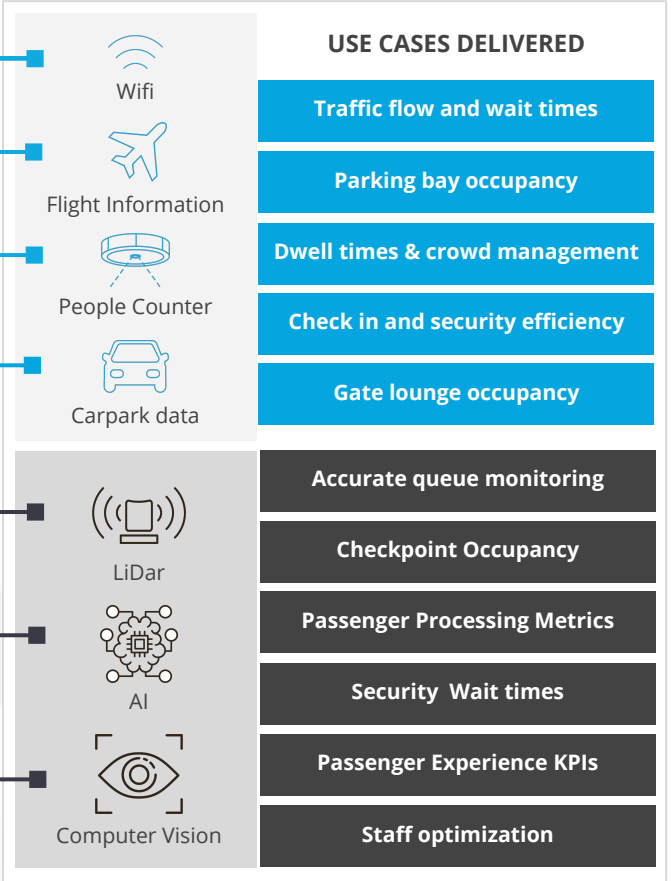 USE CASES DELIVERED
Wifi
Traffic flow and wait times
Flight Information
Parking bay occupancy
People Counter
Dwell times & crowd management
Check in and security efficiency
Carpark data
Gate lounge occupancy
LiDar
Accurate queue monitoring
Checkpoint Occupancy
AI
Passenger Processing Metrics
Security Wait times
Computer Vision
Passenger Experience KPIs
Staff optimization